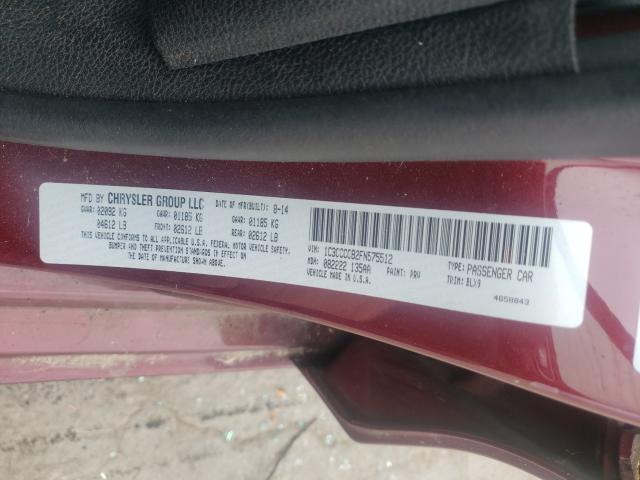 MFD BY CHRYSLER GROUP LLC DATE OF MFR(BUILT): 8-14
GVWR: 02092 KG GAWR: 01185 KG GAWR: 01185 KG
04612 LB FRONT: 02612 LB REAR: 02612 LB
THIS VEHICLE CONFORMS TO ALL APPLICABLE U.S.A. FEDERAL MOTOR VEHICLE SAFETY,
BUMPER AND THEFT PREVENTION STANDARDS IN EFFECT ON
THE DATE OF MANUFACTURE SHOWN ABOVE.
VIN: 1C3CCCCB2FN575512 TYPE: PASSENGER CAR
MDH: 082222 135AA PAINT: PRV TRIM: BLX9
VEHICLE MADE IN U.S.A. 4658843